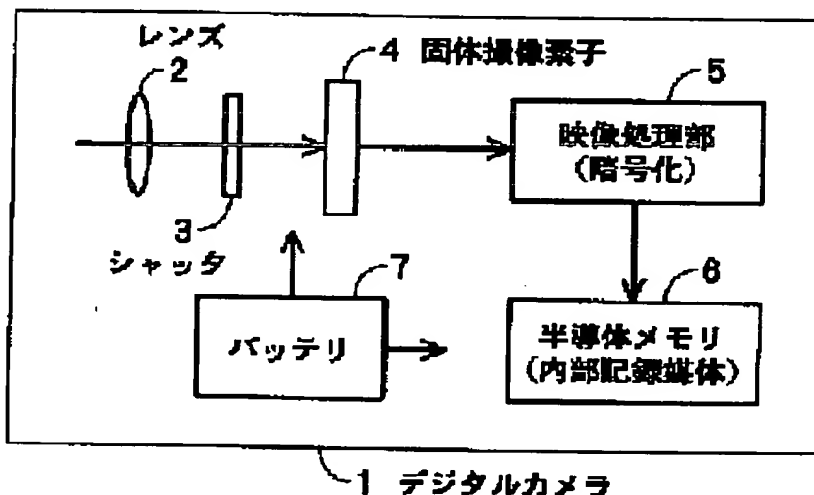 レンズ
2
4 固体撮像素子
5
映像処理部
(暗号化)
3
シャッタ
7
バッテリ
6
半導体メモリ
(内部記録媒体)
1 デジタルカメラ